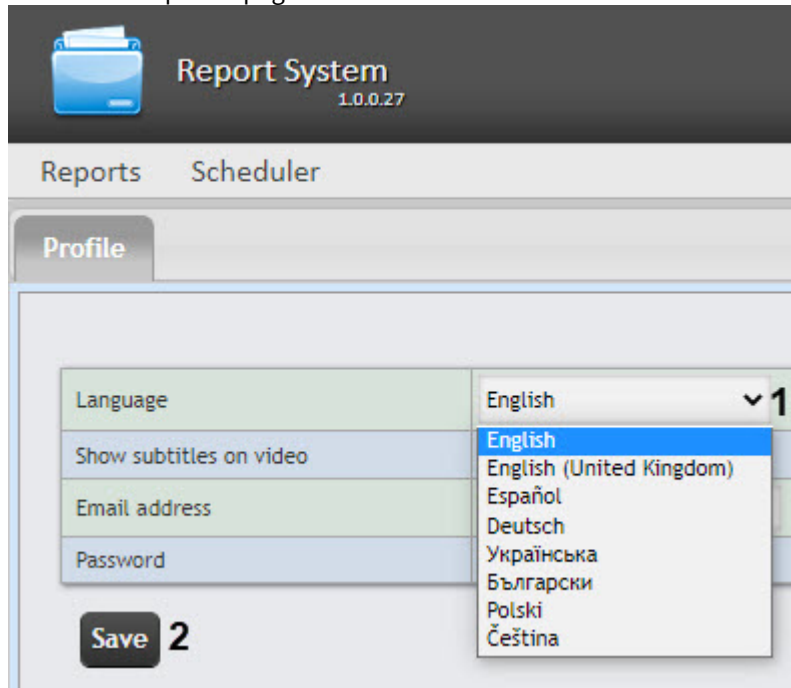 Report System
1.0.0.27
Reports Scheduler
Profile
Language English 1
Show subtitles on video
Email address
Password
English
English (United Kingdom)
Español
Deutsch
Українська
Български
Polski
Čeština
Save 2